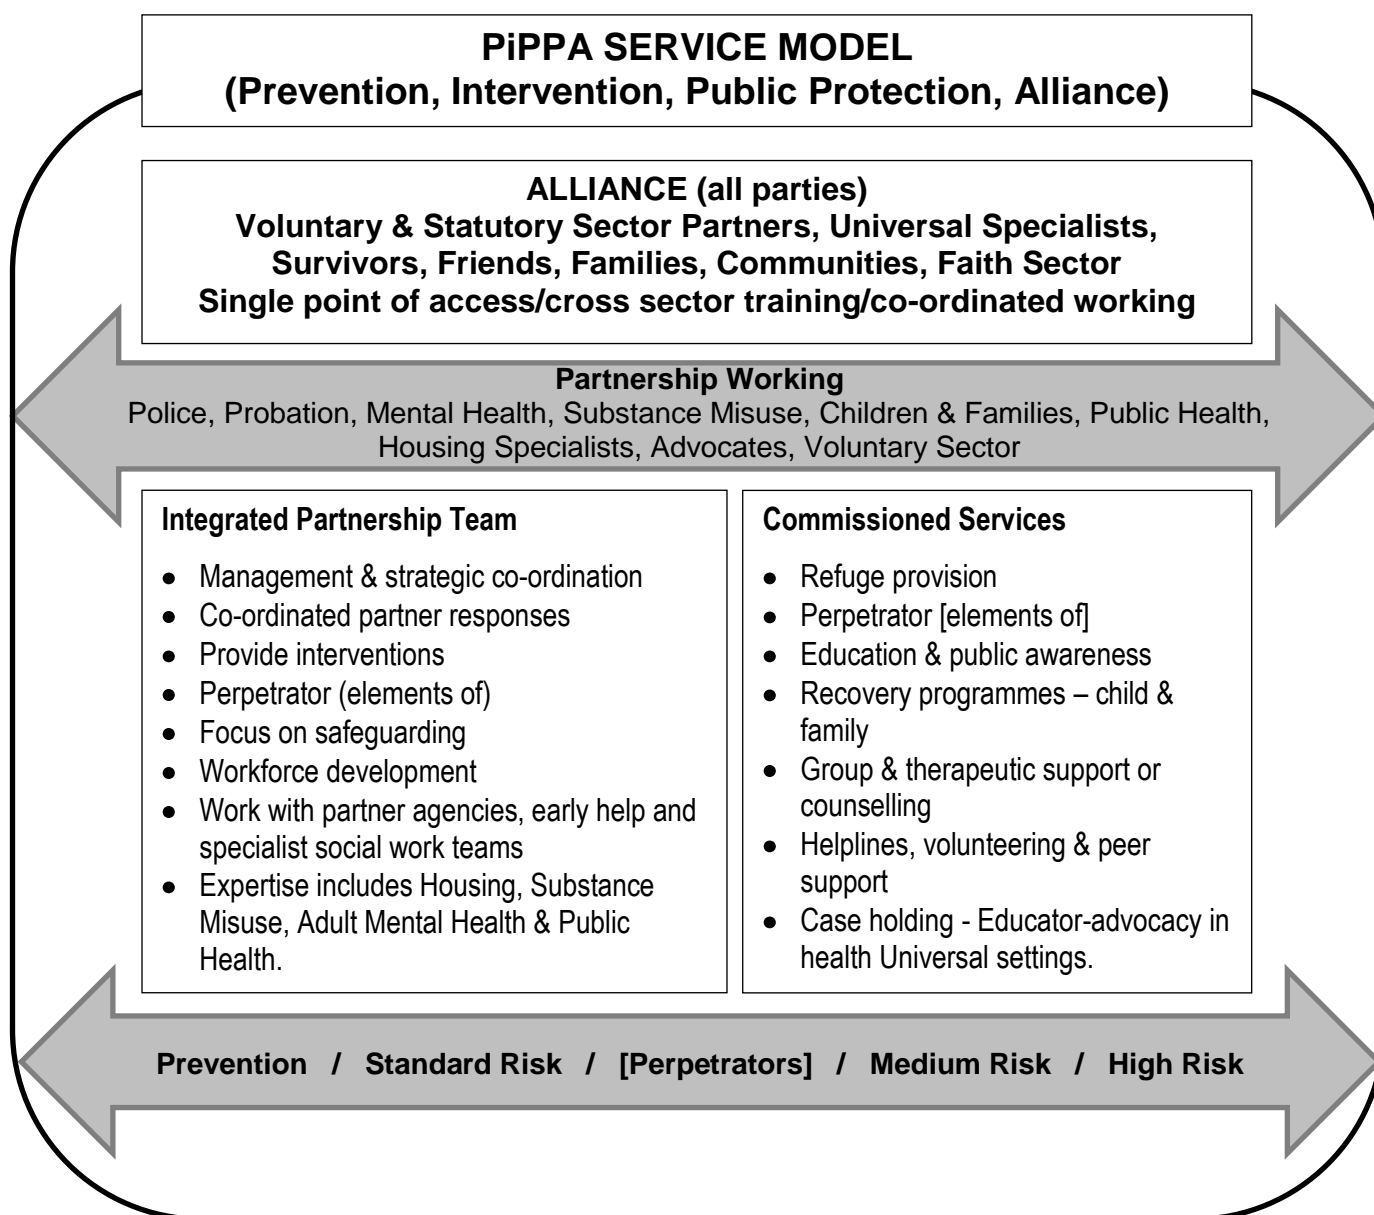 PiPPA SERVICE MODEL
(Prevention, Intervention, Public Protection, Alliance)
ALLIANCE (all parties)
Voluntary & Statutory Sector Partners, Universal Specialists,
Survivors, Friends, Families, Communities, Faith Sector
Single point of access/cross sector training/co-ordinated working
Partnership Working
Police, Probation, Mental Health, Substance Misuse, Children & Families, Public Health,
Housing Specialists, Advocates, Voluntary Sector
Integrated Partnership Team
● Management & strategic co-ordination
● Co-ordinated partner responses
● Provide interventions
● Perpetrator (elements of)
● Focus on safeguarding
● Workforce development
● Work with partner agencies, early help and
specialist social work teams
● Expertise includes Housing, Substance
Misuse, Adult Mental Health & Public
Health.
Commissioned Services
● Refuge provision
● Perpetrator [elements of]
● Education & public awareness
● Recovery programmes – child &
family
● Group & therapeutic support or
counselling
● Helplines, volunteering & peer
support
● Case holding - Educator-advocacy in
health Universal settings.
Prevention / Standard Risk / [Perpetrators] / Medium Risk / High Risk